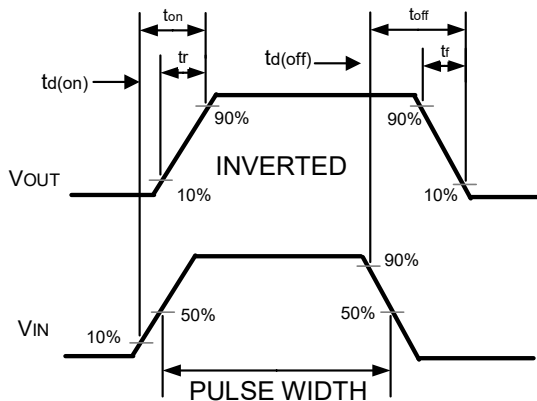 ton
toff
tr
tf
td(on)
td(off)
90%
90%
VOUT
INVERTED
10%
10%
90%
VIN
50%
50%
10%
PULSE WIDTH